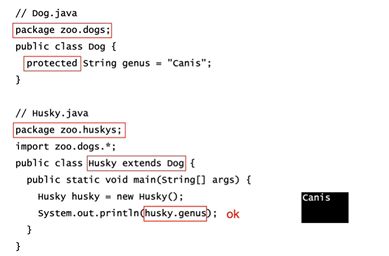 // Dog.java
package zoo.dogs;
public class Dog {
protected String genus = "Canis";
}
// Husky.java
package zoo.huskys;
import zoo.dogs.*;
public class Husky extends Dog {
public static void main(String[] args) {
Husky husky = new Husky();
System.out.println(husky.genus); ok
}
}
Canis